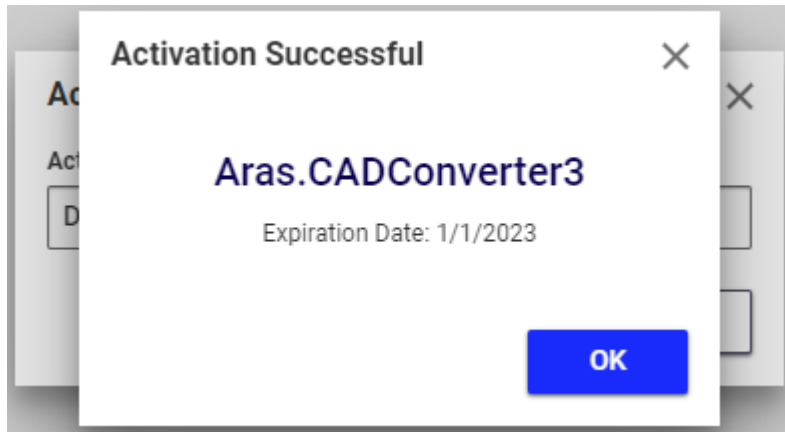 Activation Successful
Aras.CADConverter3
Expiration Date: 1/1/2023
OK